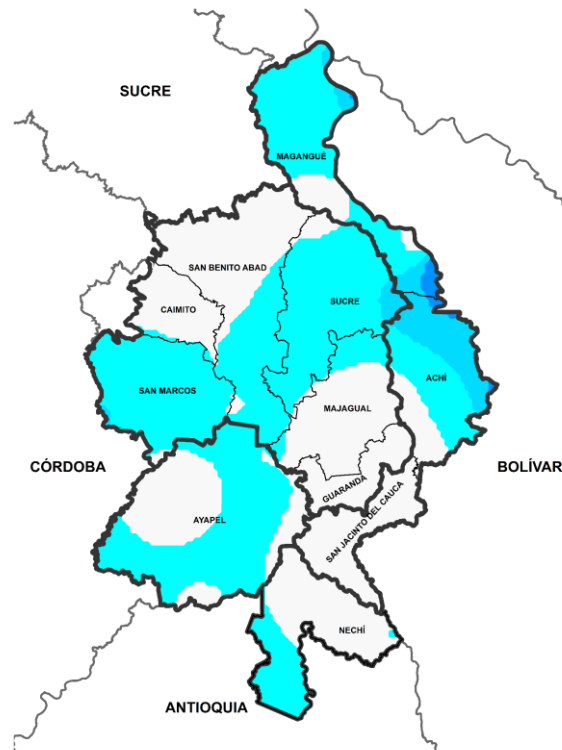 SUCRE
MAGANGUÉ
SAN BENITO ABAD
CAIMITO
SUCRE
SAN MARCOS
ACHÍ
MAJAGUAL
CÓRDOBA
BOLÍVAR
GUARANDA
SAN JACINTO DEL CAUCA
AYAPEL
NECHÍ
ANTIOQUIA